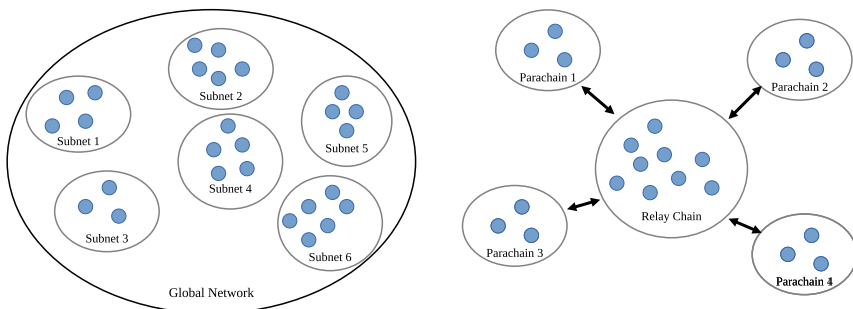 Subnet 1
Subnet 2
Subnet 3
Subnet 4
Subnet 5
Subnet 6
Global Network
Parachain 1
Parachain 2
Parachain 3
Relay Chain
Parachain 4